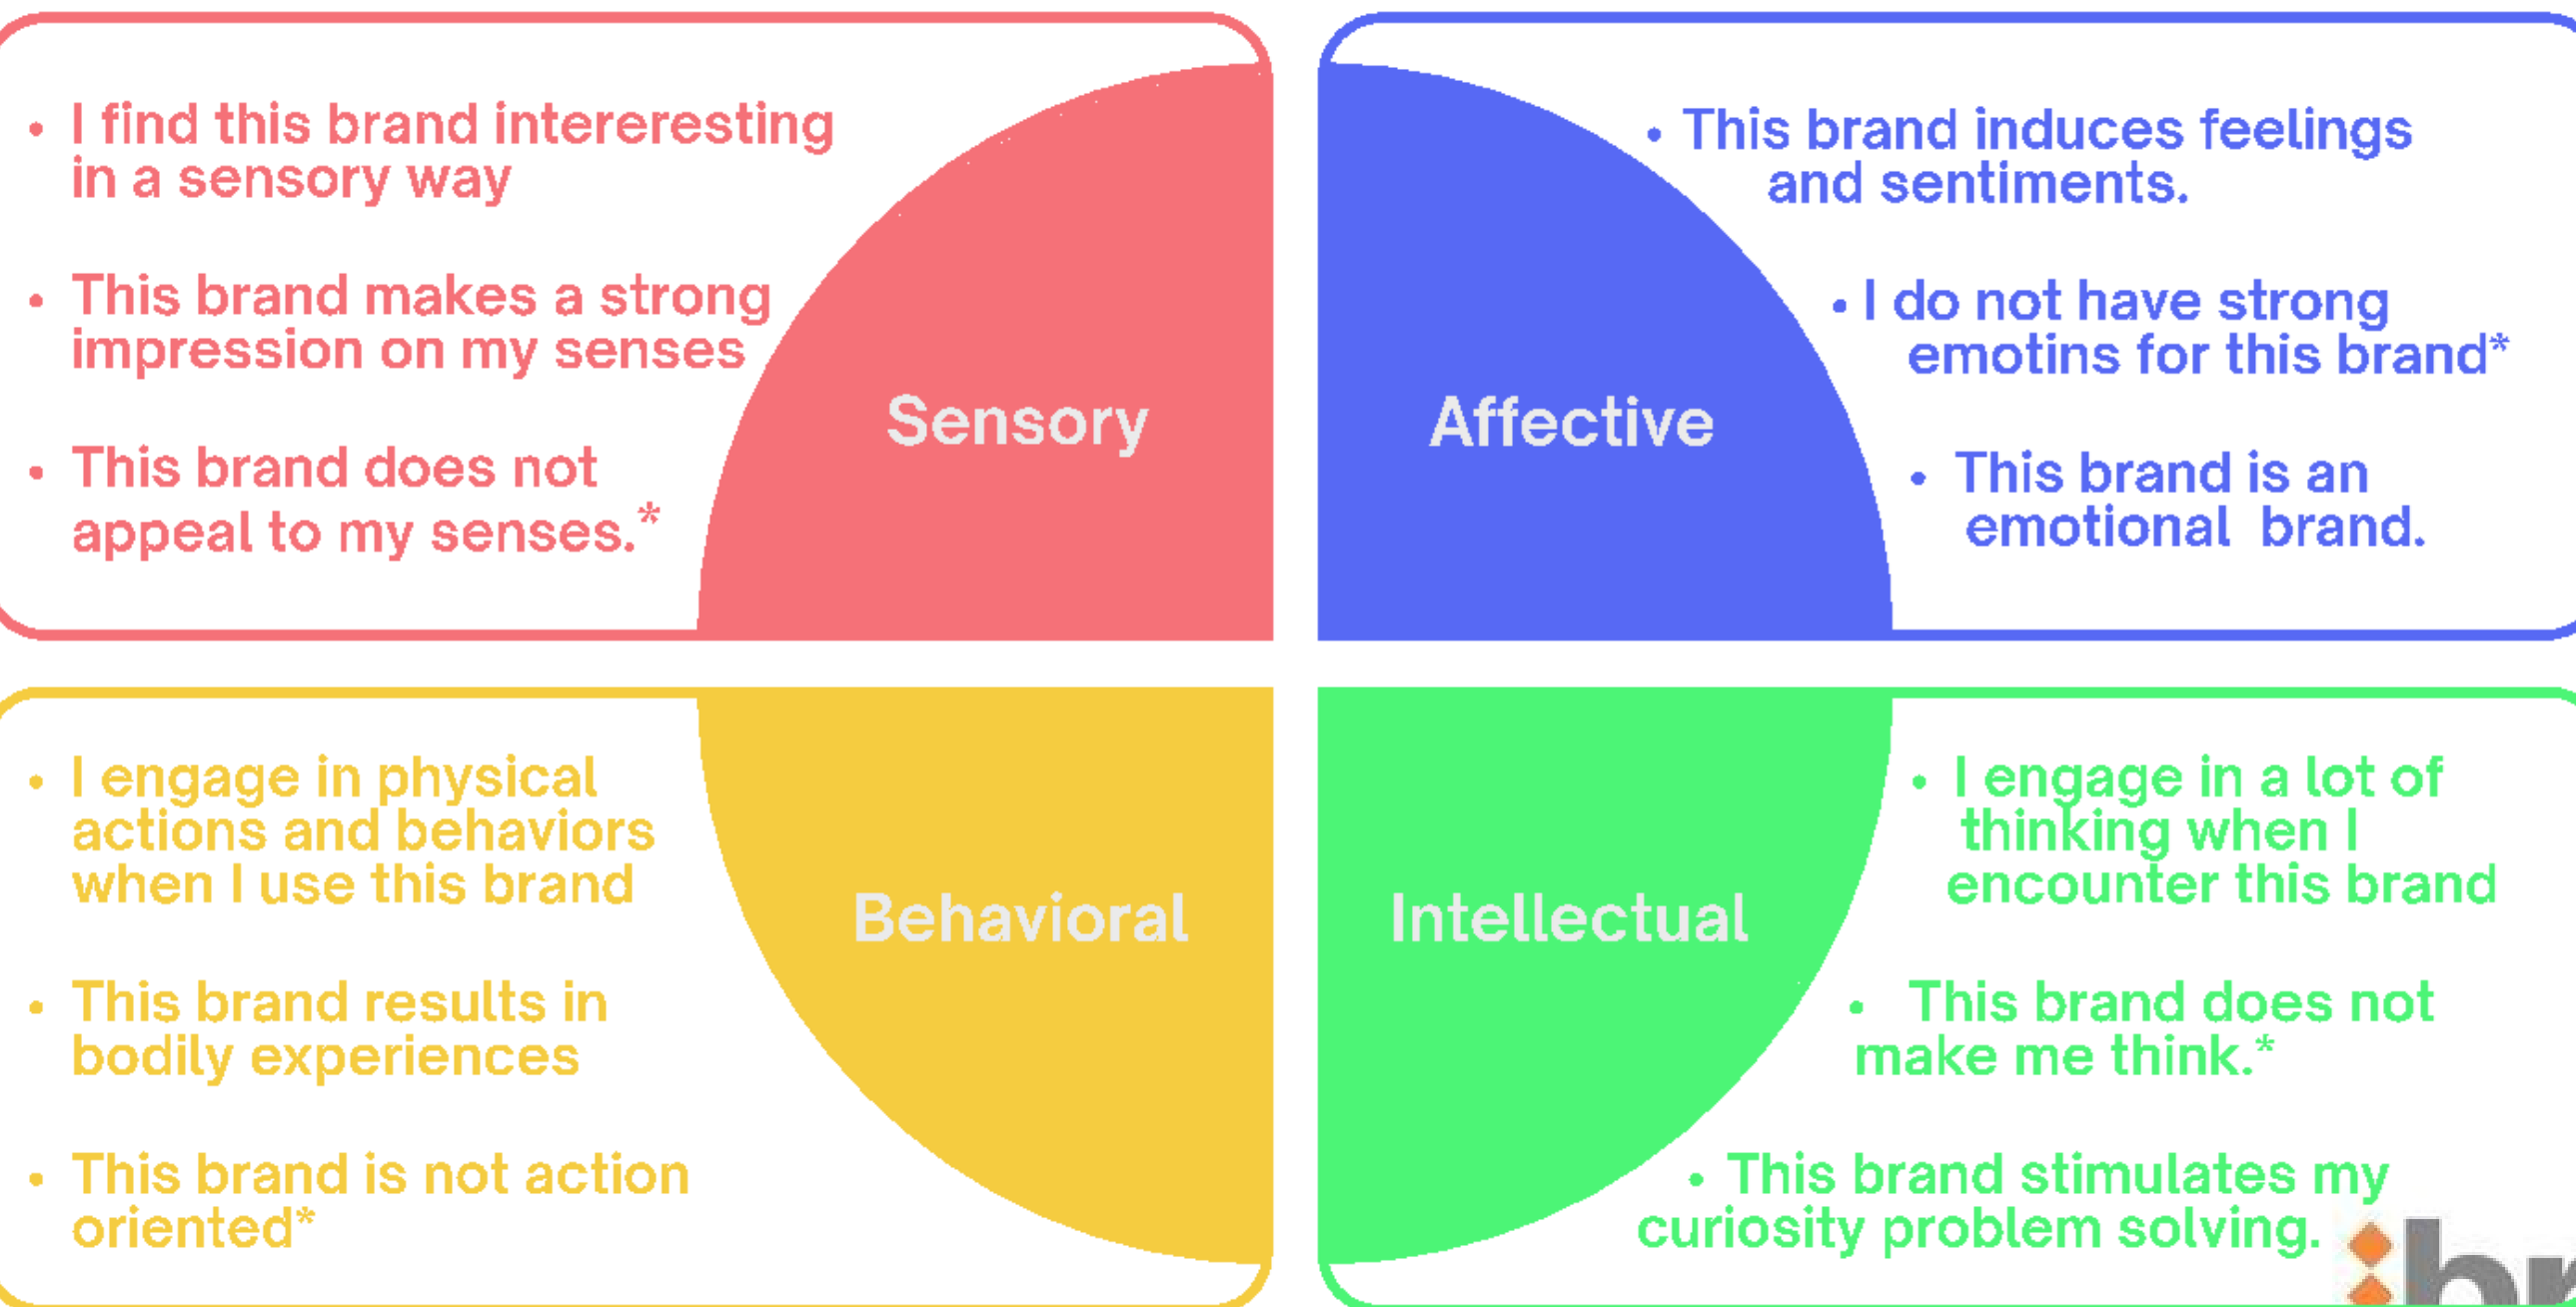 • I find this brand intereresting
in a sensory way
• This brand makes a strong
impression on my senses
• This brand does not
appeal to my senses.*
Sensory
• This brand induces feelings
and sentiments.
• I do not have strong
emotins for this brand*
• This brand is an
emotional brand.
Affective
• I engage in physical
actions and behaviors
when I use this brand
• This brand results in
bodily experiences
• This brand is not action
oriented*
Behavioral
• I engage in a lot of
thinking when I
encounter this brand
• This brand does not
make me think.*
• This brand stimulates my
curiosity problem solving.
Intellectual